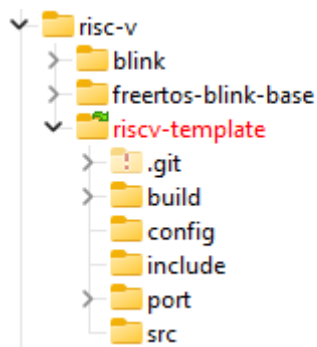 risc-v
blink
freertos-blink-base
riscv-template
.git
build
config
include
port
src